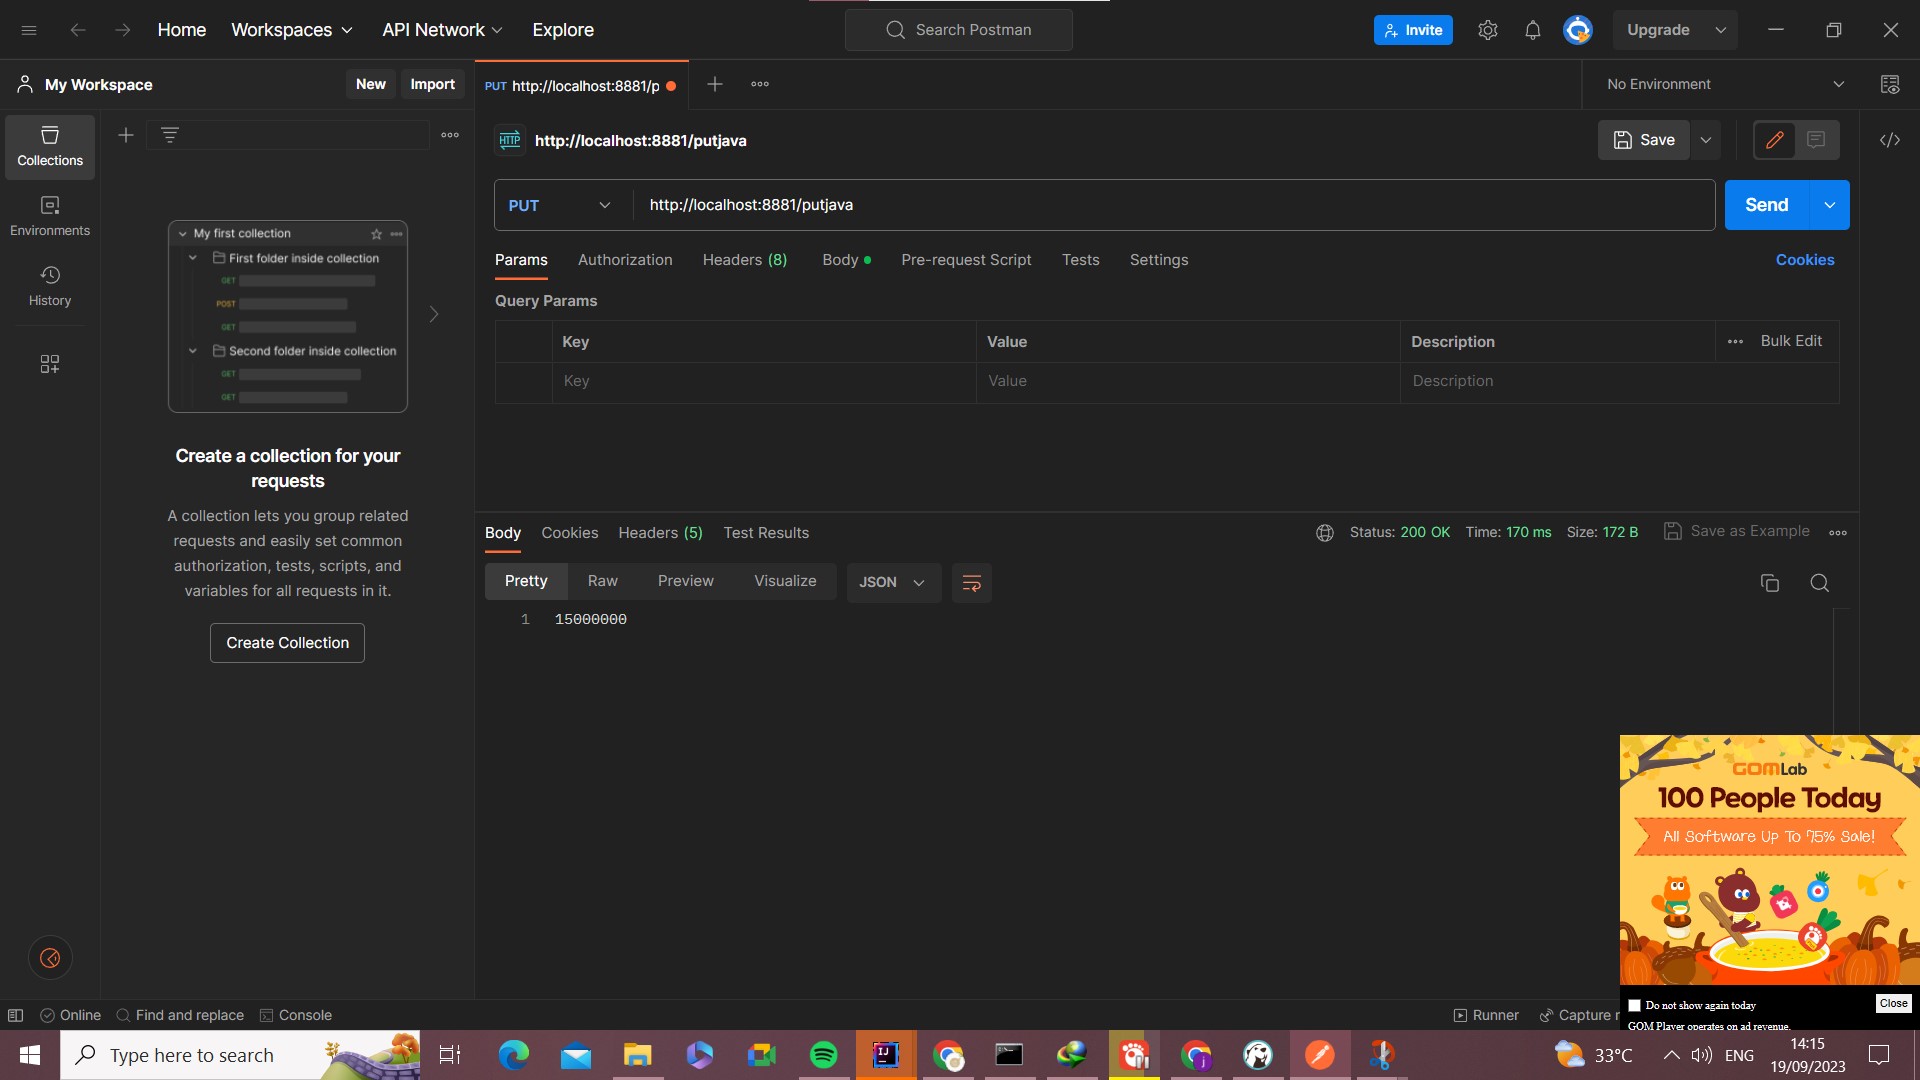 Home
Workspaces
API Network
Explore
Search Postman
Invite
Upgrade
My Workspace
New
Import
PUT http://localhost:8881/p
No Environment
Collections
Environments
History
My first collection
First folder inside collection
GET
POST
GET
Second folder inside collection
GET
GET
Create a collection for your
requests
A collection lets you group related
requests and easily set common
authorization, tests, scripts, and
variables for all requests in it.
Create Collection
HTTP http://localhost:8881/putjava
Save
PUT
http://localhost:8881/putjava
Send
Params
Authorization
Headers (8)
Body
Pre-request Script
Tests
Settings
Cookies
Query Params
Key
Value
Description
Bulk Edit
Key
Value
Description
Body
Cookies
Headers (5)
Test Results
Status: 200 OK
Time: 170 ms
Size: 172 B
Save as Example
Pretty
Raw
Preview
Visualize
JSON
1 15000000
GOMLab
100 People Today
All Software Up To 75% Sale!
Do not show again today
Close
GOM Player operates on ad revenue.
Online
Find and replace
Console
Runner
Capture r
Type here to search
IJ
j
33°C
ENG
14:15
19/09/2023